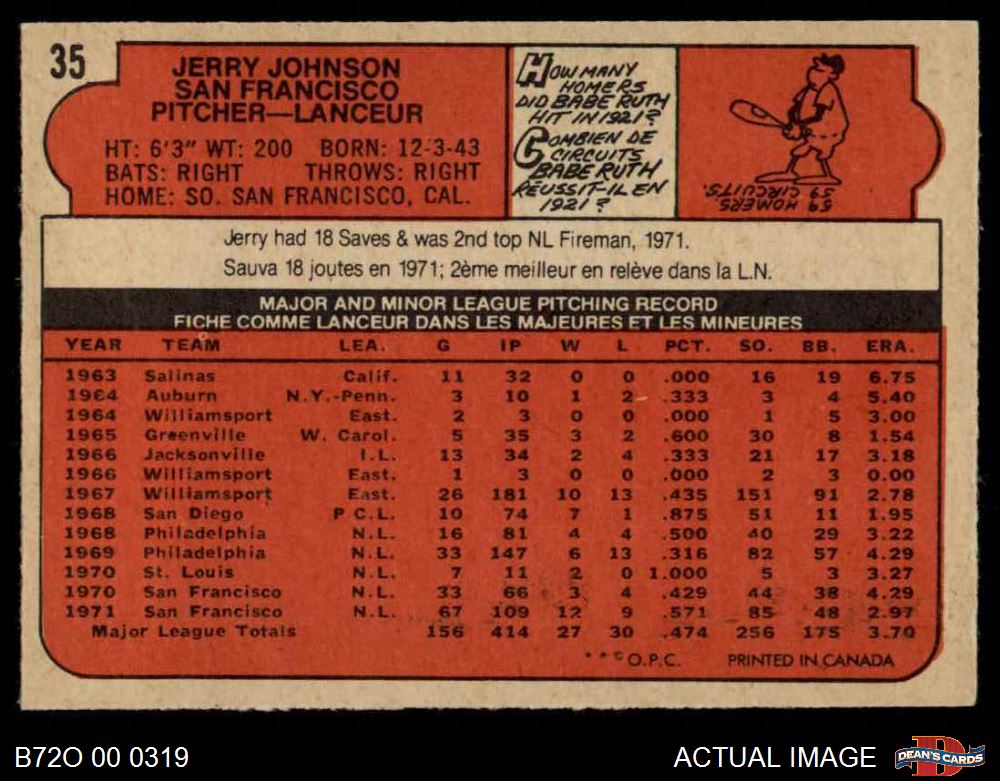 35
JERRY JOHNSON
SAN FRANCISCO
PITCHER—LANCEUR
HT: 6'3" WT: 200 BORN: 12-3-43
BATS: RIGHT THROWS: RIGHT
HOME: SO. SAN FRANCISCO, CAL.
HOW MANY
HOMERS
DID BABE RUTH
HIT IN 1921?
COMBIEN DE
CIRCUITS
BABE RUTH
RÉUSSIT-IL EN
1921?
59 HOMERS
59 CIRCUITS.
Jerry had 18 Saves & was 2nd top NL Fireman, 1971.
Sauva 18 joutes en 1971; 2ème meilleur en relève dans la L.N.
MAJOR AND MINOR LEAGUE PITCHING RECORD
FICHE COMME LANCEUR DANS LES MAJEURES ET LES MINEURES
YEAR TEAM LEA. G IP W L PCT. SO. BB. ERA.
1963 Salinas Calif. 11 32 0 0 .000 16 19 6.75
1964 Auburn N.Y.-Penn. 3 10 1 2 .333 3 4 5.40
1964 Williamsport East. 2 3 0 0 .000 1 5 3.00
1965 Greenville W. Carol. 5 35 3 2 .600 30 8 1.54
1966 Jacksonville I.L. 13 34 2 4 .333 21 17 3.18
1966 Williamsport East. 1 3 0 0 .000 2 3 0.00
1967 Williamsport East. 26 181 10 13 .435 151 91 2.78
1968 San Diego P.C.L. 10 74 7 1 .875 51 11 1.95
1968 Philadelphia N.L. 16 81 4 4 .500 40 29 3.22
1969 Philadelphia N.L. 33 147 6 13 .316 82 57 4.29
1970 St. Louis N.L. 7 11 2 0 1.000 5 3 3.27
1970 San Francisco N.L. 33 66 3 4 .429 44 38 4.29
1971 San Francisco N.L. 67 109 12 9 .571 85 48 2.97
Major League Totals 156 414 27 30 .474 256 175 3.70
* * © O.P.C. PRINTED IN CANADA
B72O 00 0319
ACTUAL IMAGE
D
DEAN'S CARDS